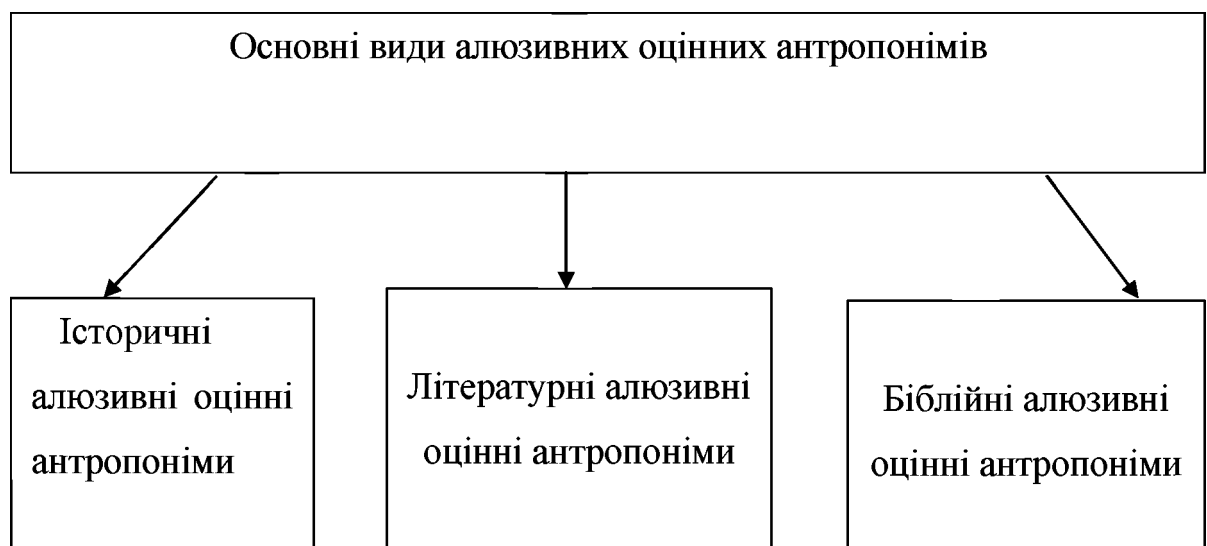 Основні види алюзивних оцінних антропонімів
Історичні
алюзивні оцінні
антропоніми
Літературні алюзивні
оцінні антропоніми
Біблійні алюзивні
оцінні антропоніми